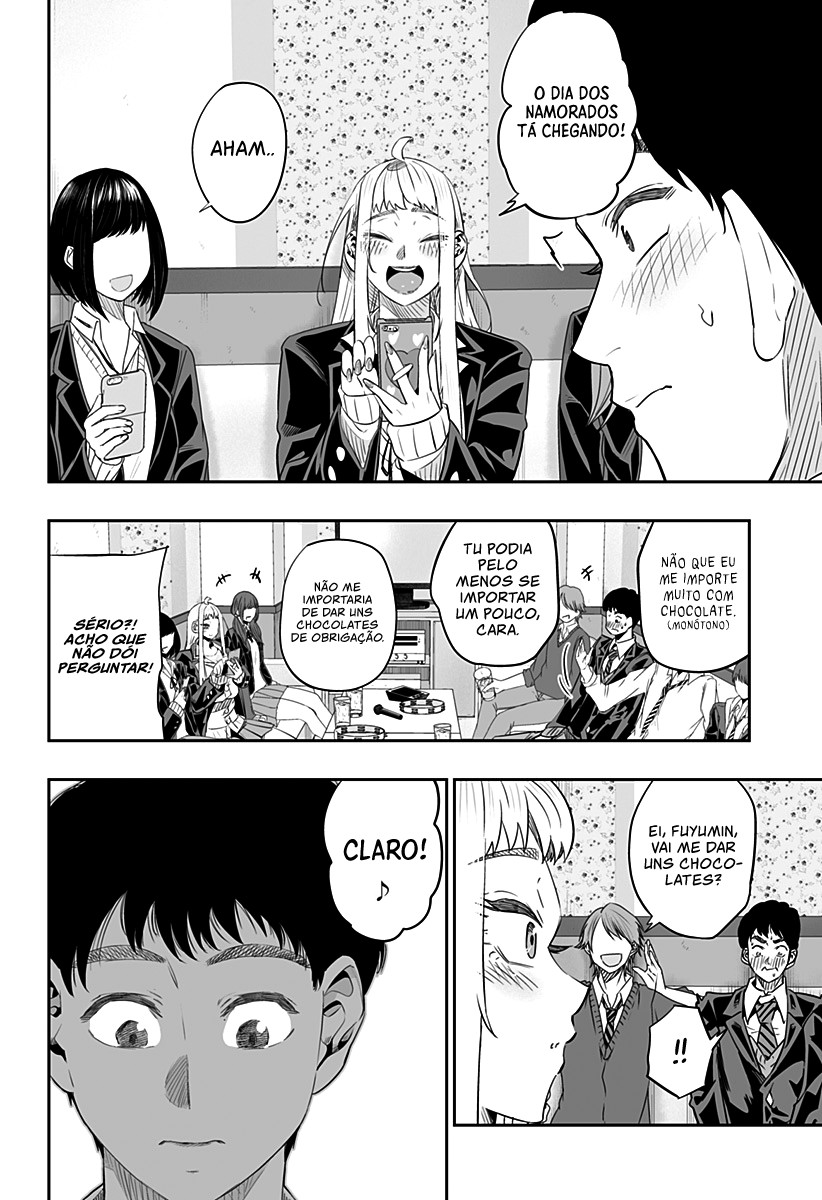 O DIA DOS
NAMORADOS
TÁ CHEGANDO!
AHAM..
NÃO QUE EU
ME IMPORTE
MUITO COM
CHOCOLATE.
(MONÓTONO)
TU PODIA
PELO
MENOS SE
IMPORTAR
UM POUCO,
CARA.
NÃO ME
IMPORTARIA
DE DAR UNS
CHOCOLATES
DE OBRIGAÇÃO.
SÉRIO?!
ACHO QUE
NÃO DÓI
PERGUNTAR!
EI, FUYUMIN,
VAI ME DAR
UNS CHOCO-
LATES?
!!
CLARO!
♪